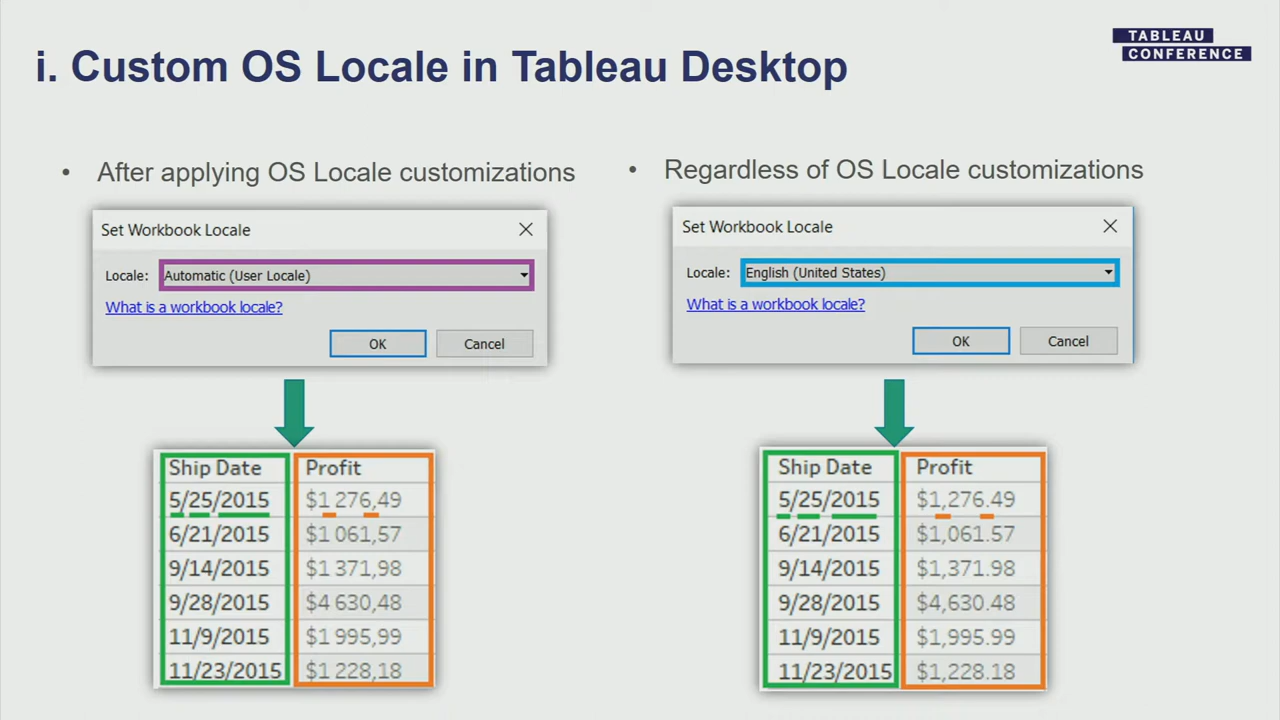 i. Custom OS Locale in Tableau Desktop
TABLEAU
CONFERENCE
• After applying OS Locale customizations
Set Workbook Locale
Locale: Automatic (User Locale)
What is a workbook locale?
OK Cancel
Ship Date Profit
5/25/2015 $1 276,49
6/21/2015 $1 061,57
9/14/2015 $1 371,98
9/28/2015 $4 630,48
11/9/2015 $1 995,99
11/23/2015 $1 228,18
• Regardless of OS Locale customizations
Set Workbook Locale
Locale: English (United States)
What is a workbook locale?
OK Cancel
Ship Date Profit
5/25/2015 $1,276.49
6/21/2015 $1,061.57
9/14/2015 $1,371.98
9/28/2015 $4,630.48
11/9/2015 $1,995.99
11/23/2015 $1,228.18